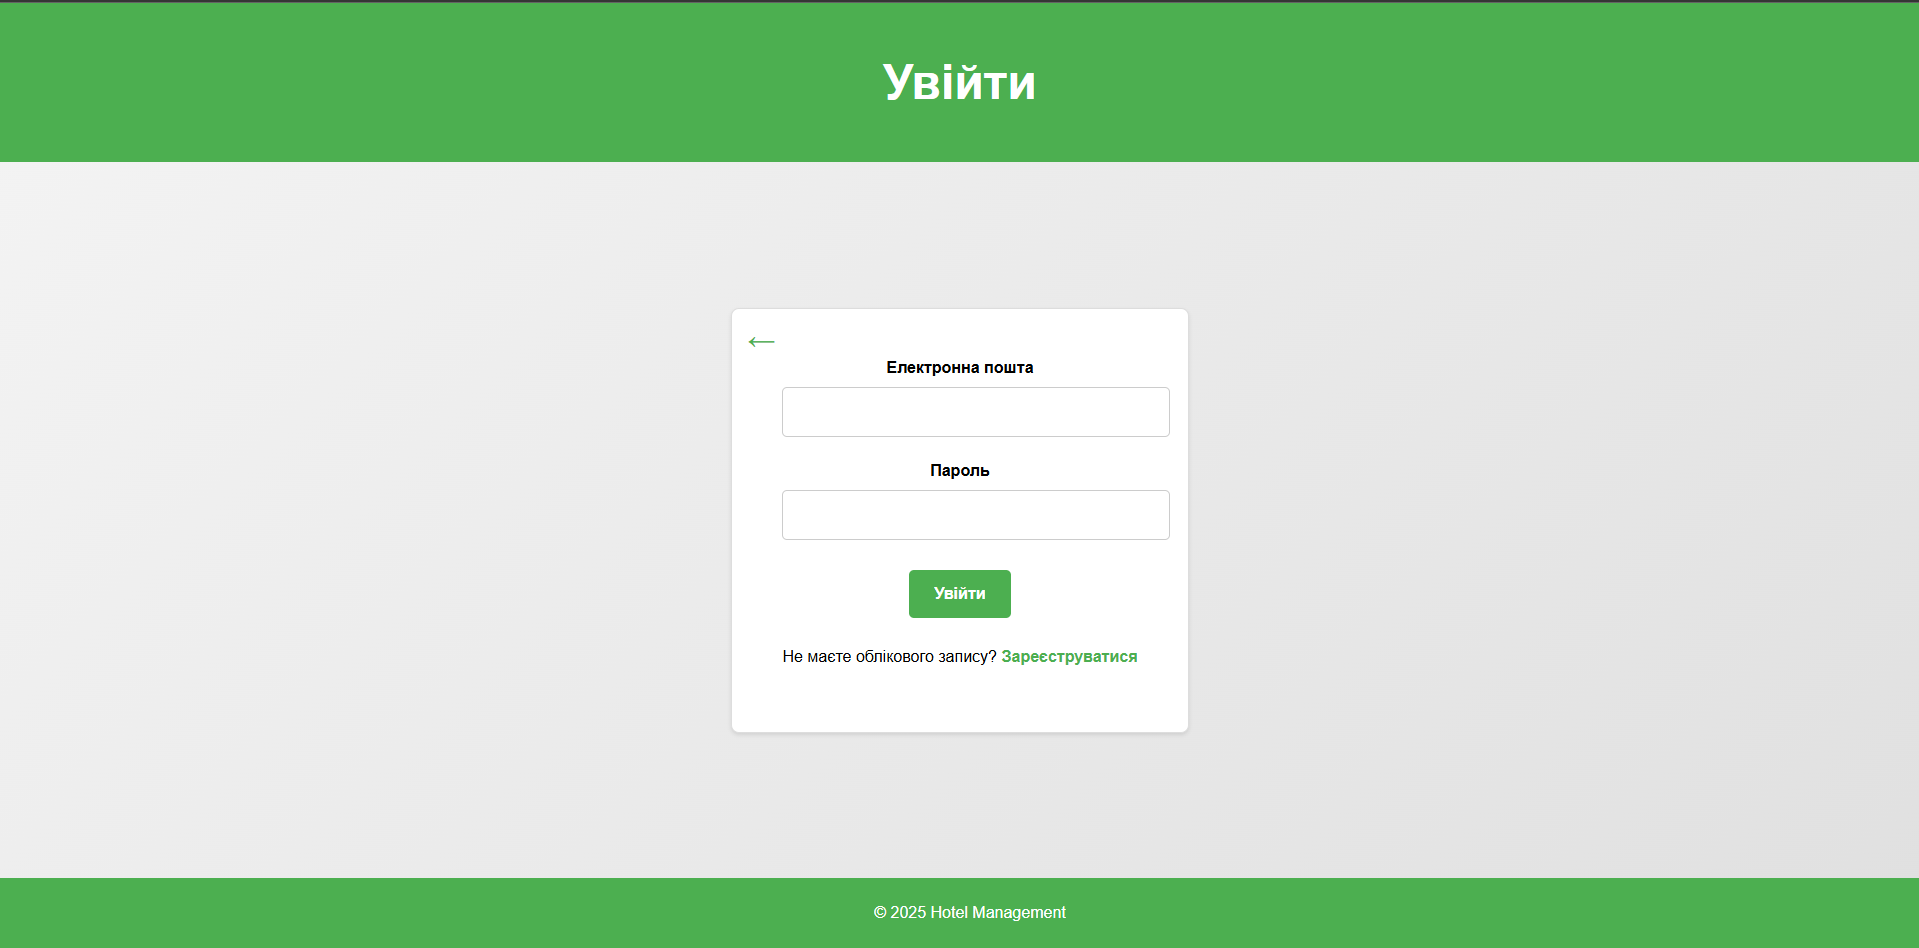 Увійти
←
Електронна пошта
Пароль
Увійти
Не маєте облікового запису? Зареєструватися
© 2025 Hotel Management